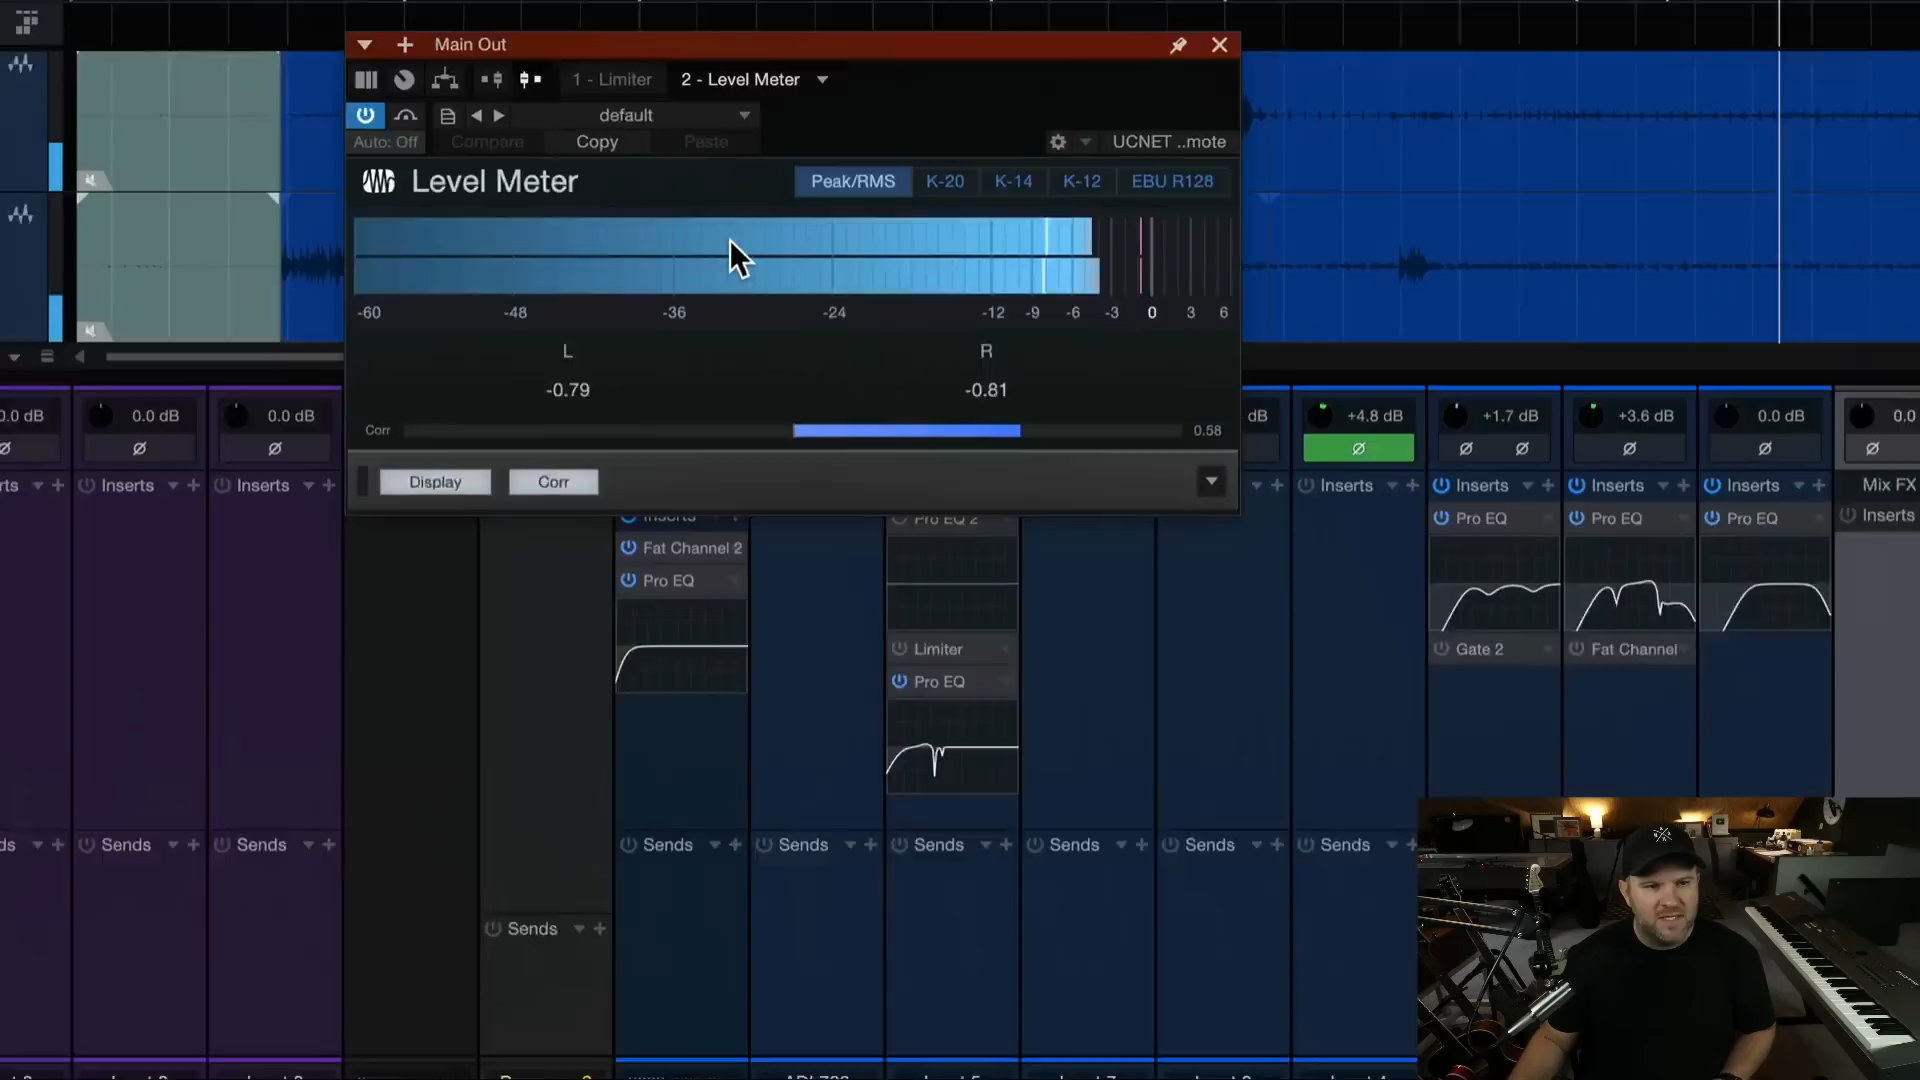 Main Out
1 - Limiter 2 - Level Meter
default
Auto: Off Compare Copy Paste UCNET ..mote
Level Meter Peak/RMS K-20 K-14 K-12 EBU R128
-60 -48 -36 -24 -12 -9 -6 -3 0 3 6
L R
-0.79 -0.81
Corr 0.58
Display Corr
0.0 dB 0.0 dB 0.0 dB dB +4.8 dB +1.7 dB +3.6 dB 0.0 dB 0.0
Ø Ø Ø Ø Ø Ø Ø Ø Ø
rts Inserts Inserts Inserts Inserts Inserts Inserts Mix FX
Inserts Pro EQ 2 Pro EQ Pro EQ Pro EQ Inserts
Fat Channel 2
Pro EQ
Limiter Gate 2 Fat Channel
Pro EQ
ds Sends Sends Sends Sends Sends Sends Sends Sends
Sends